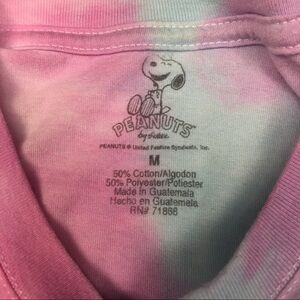 PEANUTS
by Schulz
PEANUTS © United Feature Syndicate, Inc.
M
50% Cotton/Algodon
50% Polyester/Poliester
Made in Guatemala
Hecho en Guatemala
RN# 71866